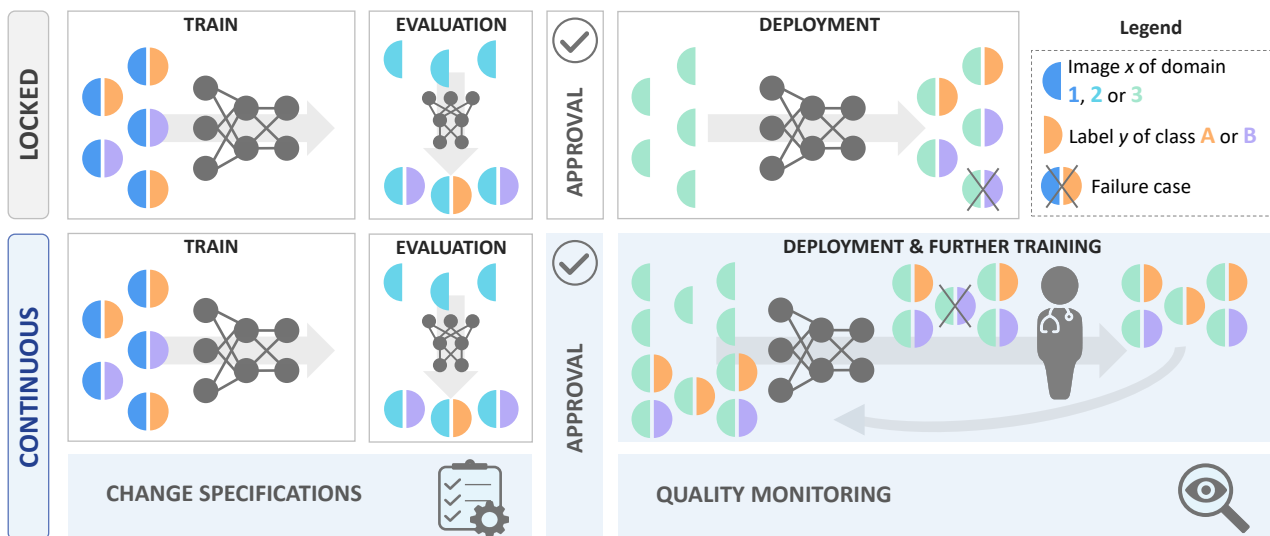 LOCKED
TRAIN
EVALUATION
APPROVAL
DEPLOYMENT
Legend
Image x of domain
1, 2 or 3
Label y of class A or B
Failure case
CONTINUOUS
TRAIN
EVALUATION
APPROVAL
DEPLOYMENT & FURTHER TRAINING
CHANGE SPECIFICATIONS
QUALITY MONITORING